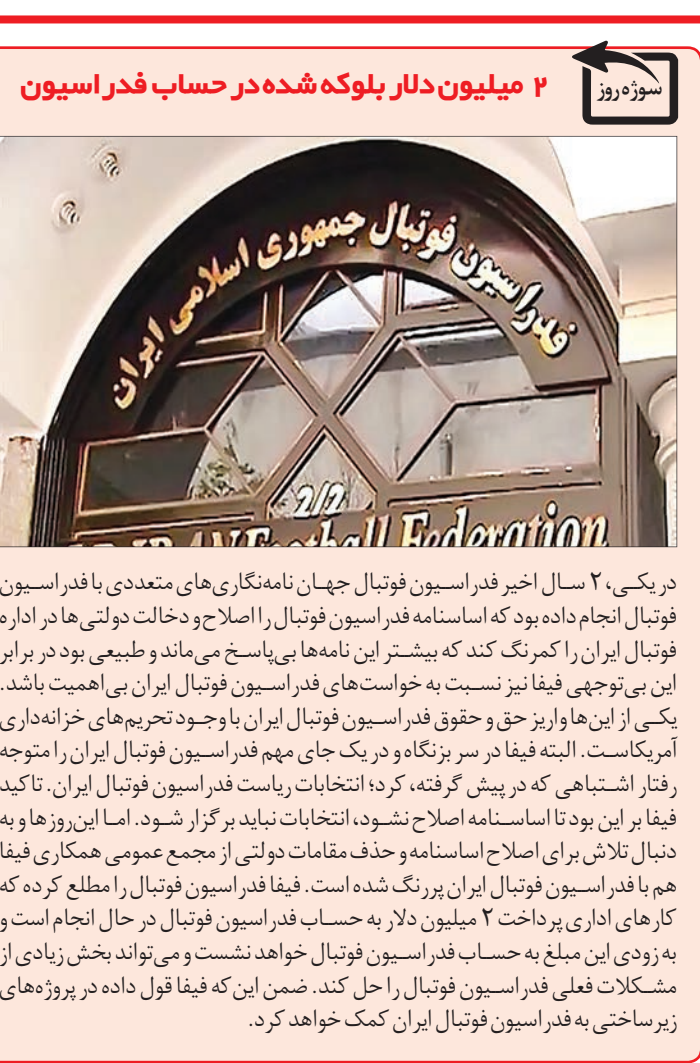 سوژه روز
۲ میلیون دلار بلوکه شده در حساب فدراسیون
فدراسیون فوتبال جمهوری اسلامی ایران
2/2
Football Federation
در یکی، ۲ سال اخیر فدراسیون فوتبال جهان نامه‌نگاری‌های متعددی با فدراسیون
فوتبال انجام داده بود که اساسنامه فدراسیون فوتبال را اصلاح و دخالت دولتی‌ها در اداره
فوتبال ایران را کمرنگ کند که بیشتر این نامه‌ها بی‌پاسخ می‌ماند و طبیعی بود در برابر
این بی‌توجهی فیفا نیز نسبت به خواست‌های فدراسیون فوتبال ایران بی‌اهمیت باشد.
یکی از این‌ها واریز حق و حقوق فدراسیون فوتبال ایران با وجود تحریم‌های خزانه‌داری
آمریکاست. البته فیفا در سر بزنگاه و در یک جای مهم فدراسیون فوتبال ایران را متوجه
رفتار اشتباهی که در پیش گرفته، کرد؛ انتخابات ریاست فدراسیون فوتبال ایران. تاکید
فیفا بر این بود تا اساسنامه اصلاح نشود، انتخابات نباید برگزار شود. اما این‌روزها و به
دنبال تلاش برای اصلاح اساسنامه و حذف مقامات دولتی از مجمع عمومی همکاری فیفا
هم با فدراسیون فوتبال ایران پررنگ شده است. فیفا فدراسیون فوتبال را مطلع کرده که
کارهای اداری پرداخت ۲ میلیون دلار به حساب فدراسیون فوتبال در حال انجام است و
به زودی این مبلغ به حساب فدراسیون فوتبال خواهد نشست و می‌تواند بخش زیادی از
مشکلات فعلی فدراسیون فوتبال را حل کند. ضمن این‌که فیفا قول داده در پروژه‌های
زیرساختی به فدراسیون فوتبال ایران کمک خواهد کرد.